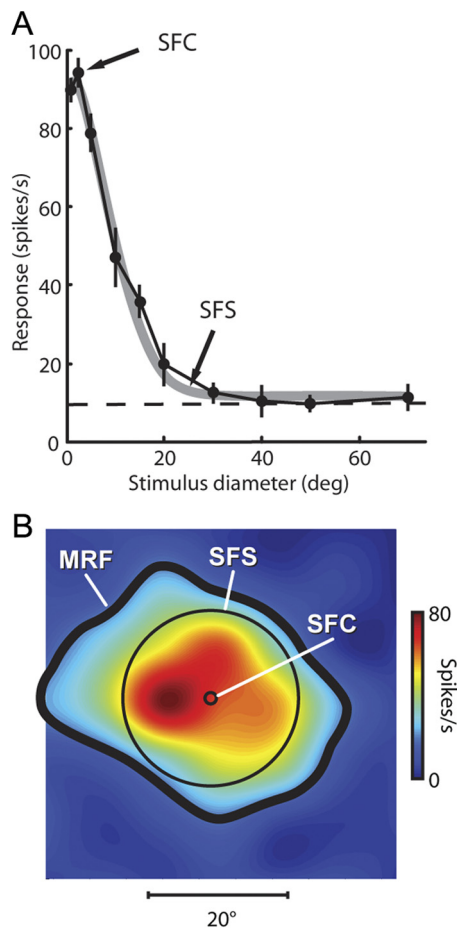 A
SFC
100
80
60
40
20
0
Response (spikes/s)
SFS
0 20 40 60
Stimulus diameter (deg)
B
MRF
SFS
SFC
80
0
Spikes/s
20°